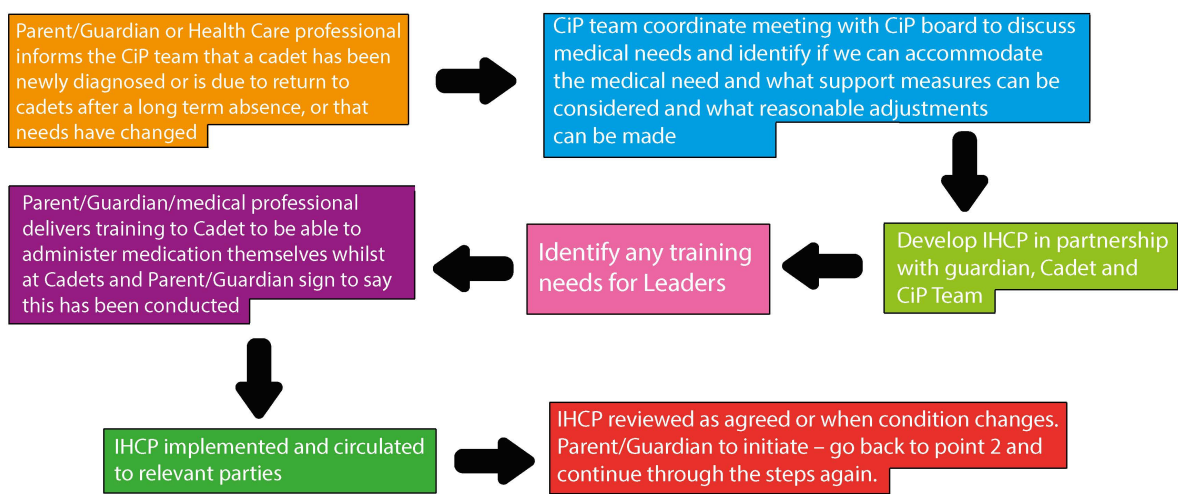 Parent/Guardian or Health Care professional
informs the CiP team that a cadet has been
newly diagnosed or is due to return to
cadets after a long term absence, or that
needs have changed
CiP team coordinate meeting with CiP board to discuss
medical needs and identify if we can accommodate
the medical need and what support measures can be
considered and what reasonable adjustments
can be made
Develop IHCP in partnership
with guardian, Cadet and
CiP Team
Identify any training
needs for Leaders
Parent/Guardian/medical professional
delivers training to Cadet to be able to
administer medication themselves whilst
at Cadets and Parent/Guardian sign to say
this has been conducted
IHCP implemented and circulated
to relevant parties
IHCP reviewed as agreed or when condition changes.
Parent/Guardian to initiate – go back to point 2 and
continue through the steps again.